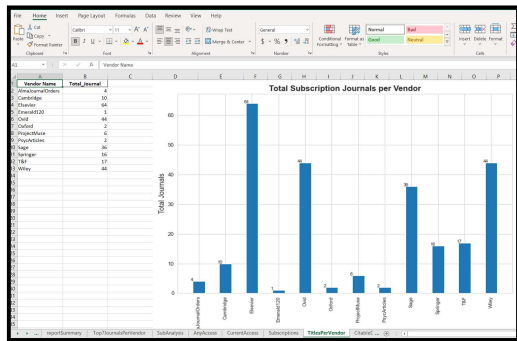 File Home Insert Page Layout Formulas Data Review View Help
Cut
Copy
Paste
Format Painter
Clipboard
Calibri 11
B I U
Font
Wrap Text
Merge & Center
Alignment
General
$ % 9
Number
Conditional Formatting
Format as Table
Normal Bad
Good Neutral
Styles
Insert Delete Format
Cells
A1 Vendor Name
A B C D E F G H I J K L M N O P
Vendor Name Total_Journal
AlmaJournalOrders 4
Cambridge 10
Elsevier 64
Emerald120 1
Ovid 44
Oxford 2
ProjectMuse 6
PsycArticles 2
Sage 36
Springer 16
T&F 17
Wiley 44
Total Subscription Journals per Vendor
Total Journals
60
50
40
30
20
10
0
4 10 64 1 44 2 6 2 36 16 17 44
aJournalOrders Cambridge Elsevier Emerald120 Ovid Oxford ProjectMuse PsycArticles Sage Springer T&F Wiley
... reportSummary Top7JournalsPerVendor SubAnalysis AnyAccess CurrentAccess Subscriptions TitlesPerVendor